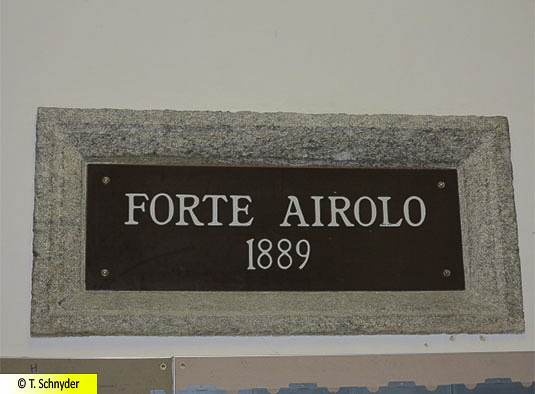 FORTE AIROLO
1889
H
© T. Schnyder